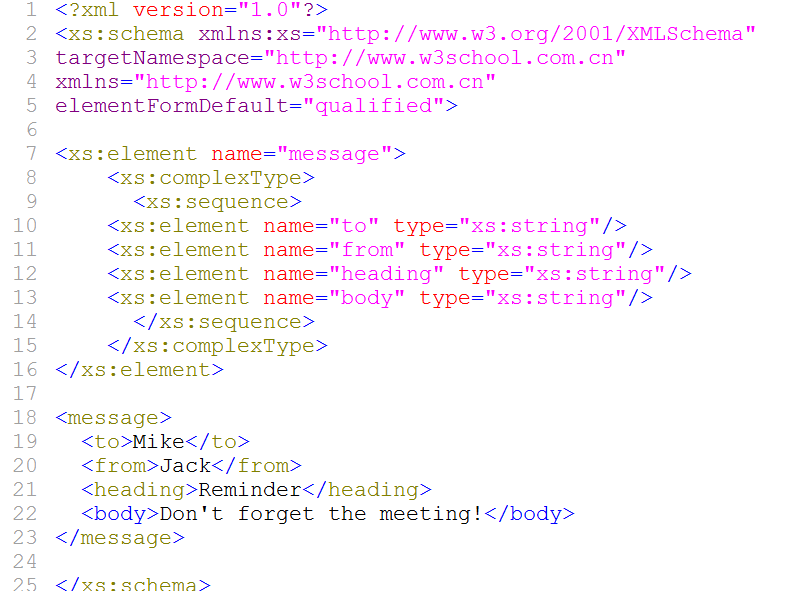 1 <?xml version="1.0"?>
2 <xs:schema xmlns:xs="http://www.w3.org/2001/XMLSchema"
3 targetNamespace="http://www.w3school.com.cn"
4 xmlns="http://www.w3school.com.cn"
5 elementFormDefault="qualified">
6
7 <xs:element name="message">
8     <xs:complexType>
9       <xs:sequence>
10     <xs:element name="to" type="xs:string"/>
11     <xs:element name="from" type="xs:string"/>
12     <xs:element name="heading" type="xs:string"/>
13     <xs:element name="body" type="xs:string"/>
14       </xs:sequence>
15     </xs:complexType>
16 </xs:element>
17
18 <message>
19   <to>Mike</to>
20   <from>Jack</from>
21   <heading>Reminder</heading>
22   <body>Don't forget the meeting!</body>
23 </message>
24
25 </xs:schema>